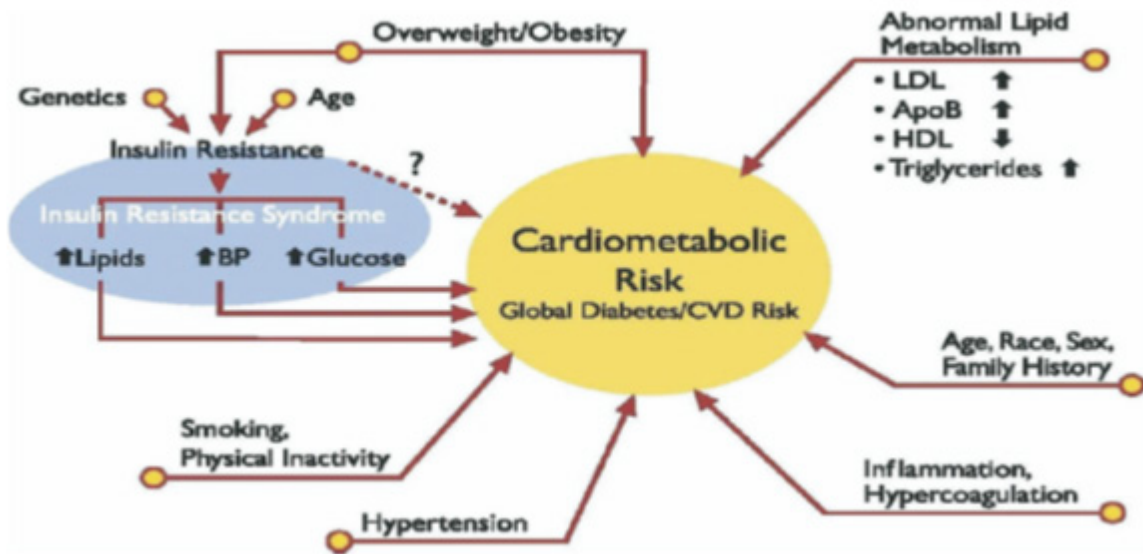 Overweight/Obesity
Abnormal Lipid
Metabolism
• LDL ⬆
• ApoB ⬆
• HDL ⬇
• Triglycerides ⬆
Genetics
Age
Insulin Resistance
?
Insulin Resistance Syndrome
⬆Lipids ⬆BP ⬆Glucose
Cardiometabolic
Risk
Global Diabetes/CVD Risk
Age, Race, Sex,
Family History
Smoking,
Physical Inactivity
Inflammation,
Hypercoagulation
Hypertension